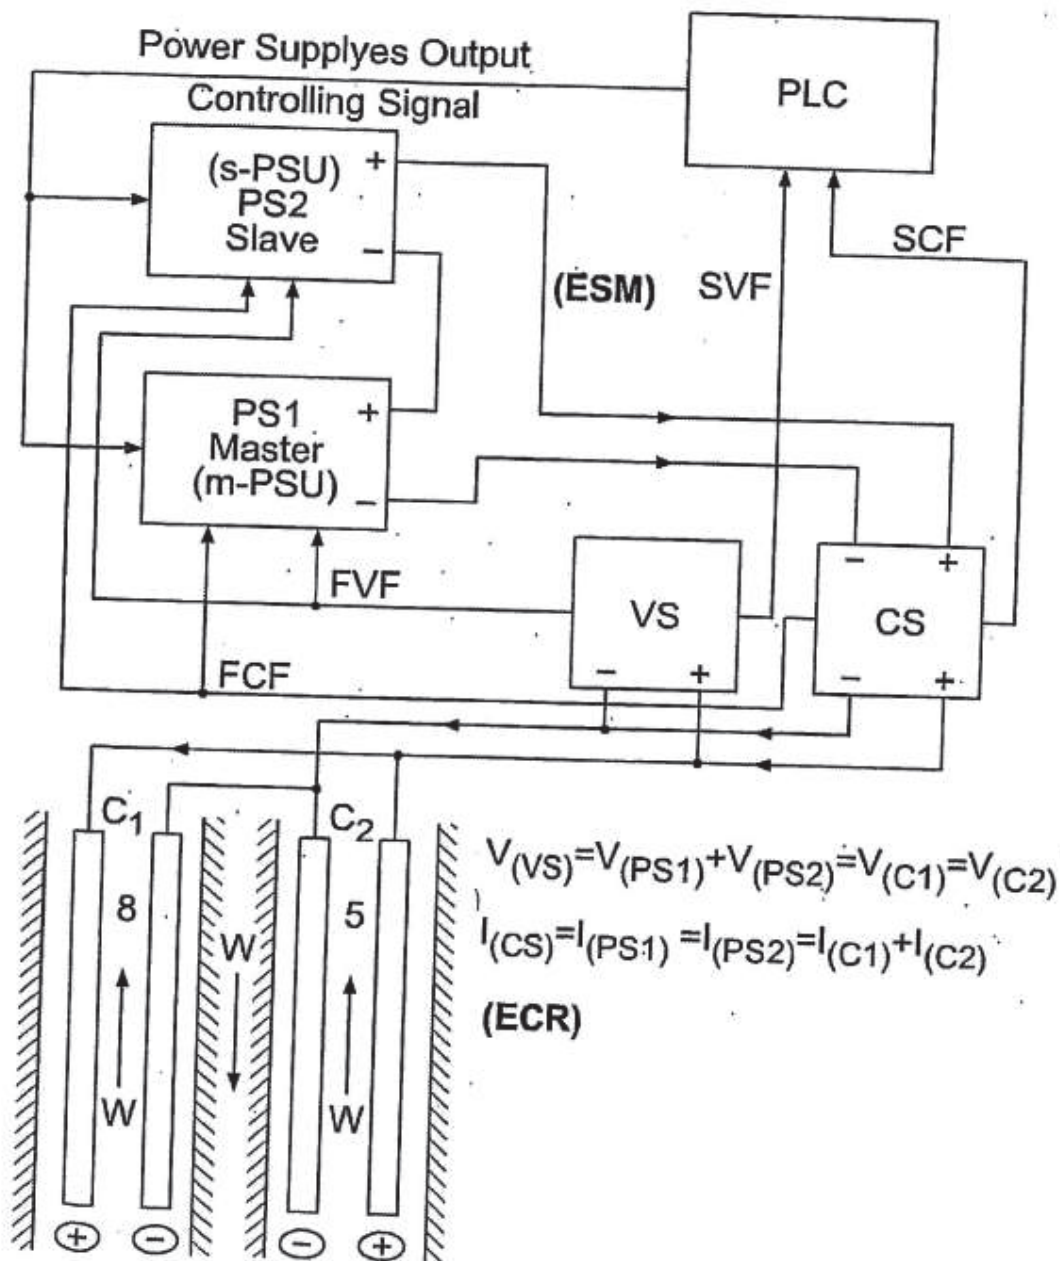 Power Supplyes Output
Controlling Signal
PLC
(s-PSU)
PS2
Slave
+
−
(ESM)
SVF
SCF
PS1
Master
(m-PSU)
+
−
FVF
FCF
VS
− +
− +
CS
− +
C1
C2
8
5
W
W
W
V(VS)=V(PS1)+V(PS2)=V(C1)=V(C2)
I(CS)=I(PS1) =I(PS2)=I(C1)+I(C2)
(ECR)
+ − − +